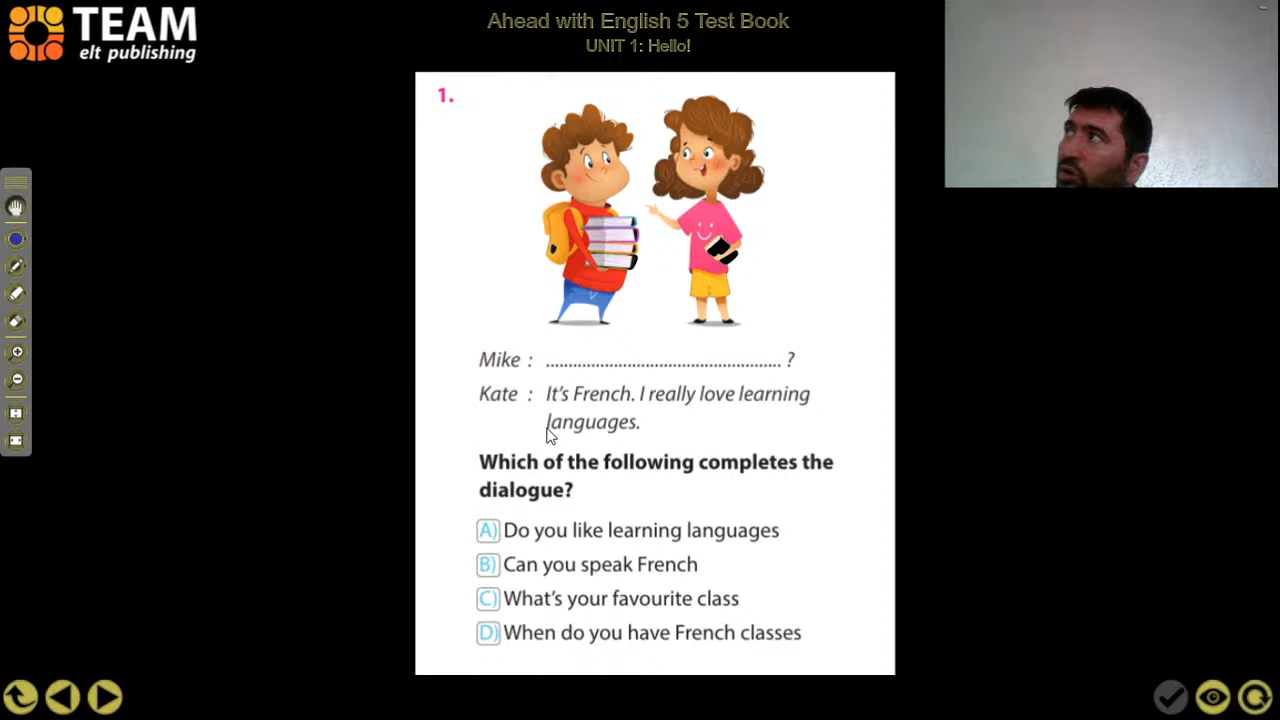 TEAM
elt publishing
Ahead with English 5 Test Book
UNIT 1: Hello!
1.
Mike : .................................................... ?
Kate : It's French. I really love learning
languages.
Which of the following completes the
dialogue?
A) Do you like learning languages
B) Can you speak French
C) What's your favourite class
D) When do you have French classes